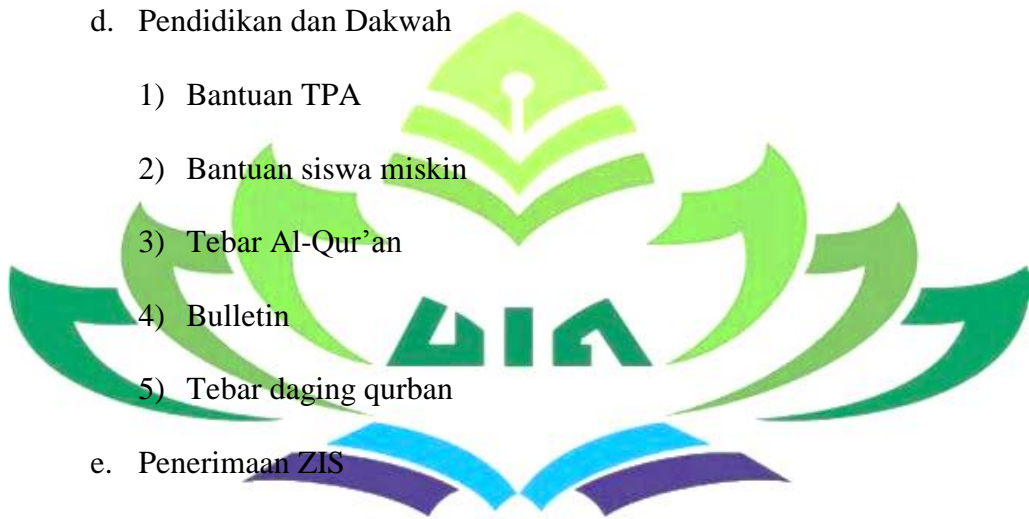 d. Pendidikan dan Dakwah
1) Bantuan TPA
2) Bantuan siswa miskin
3) Tebar Al-Qur’an
4) Bulletin
UIN
5) Tebar daging qurban
e. Penerimaan ZIS